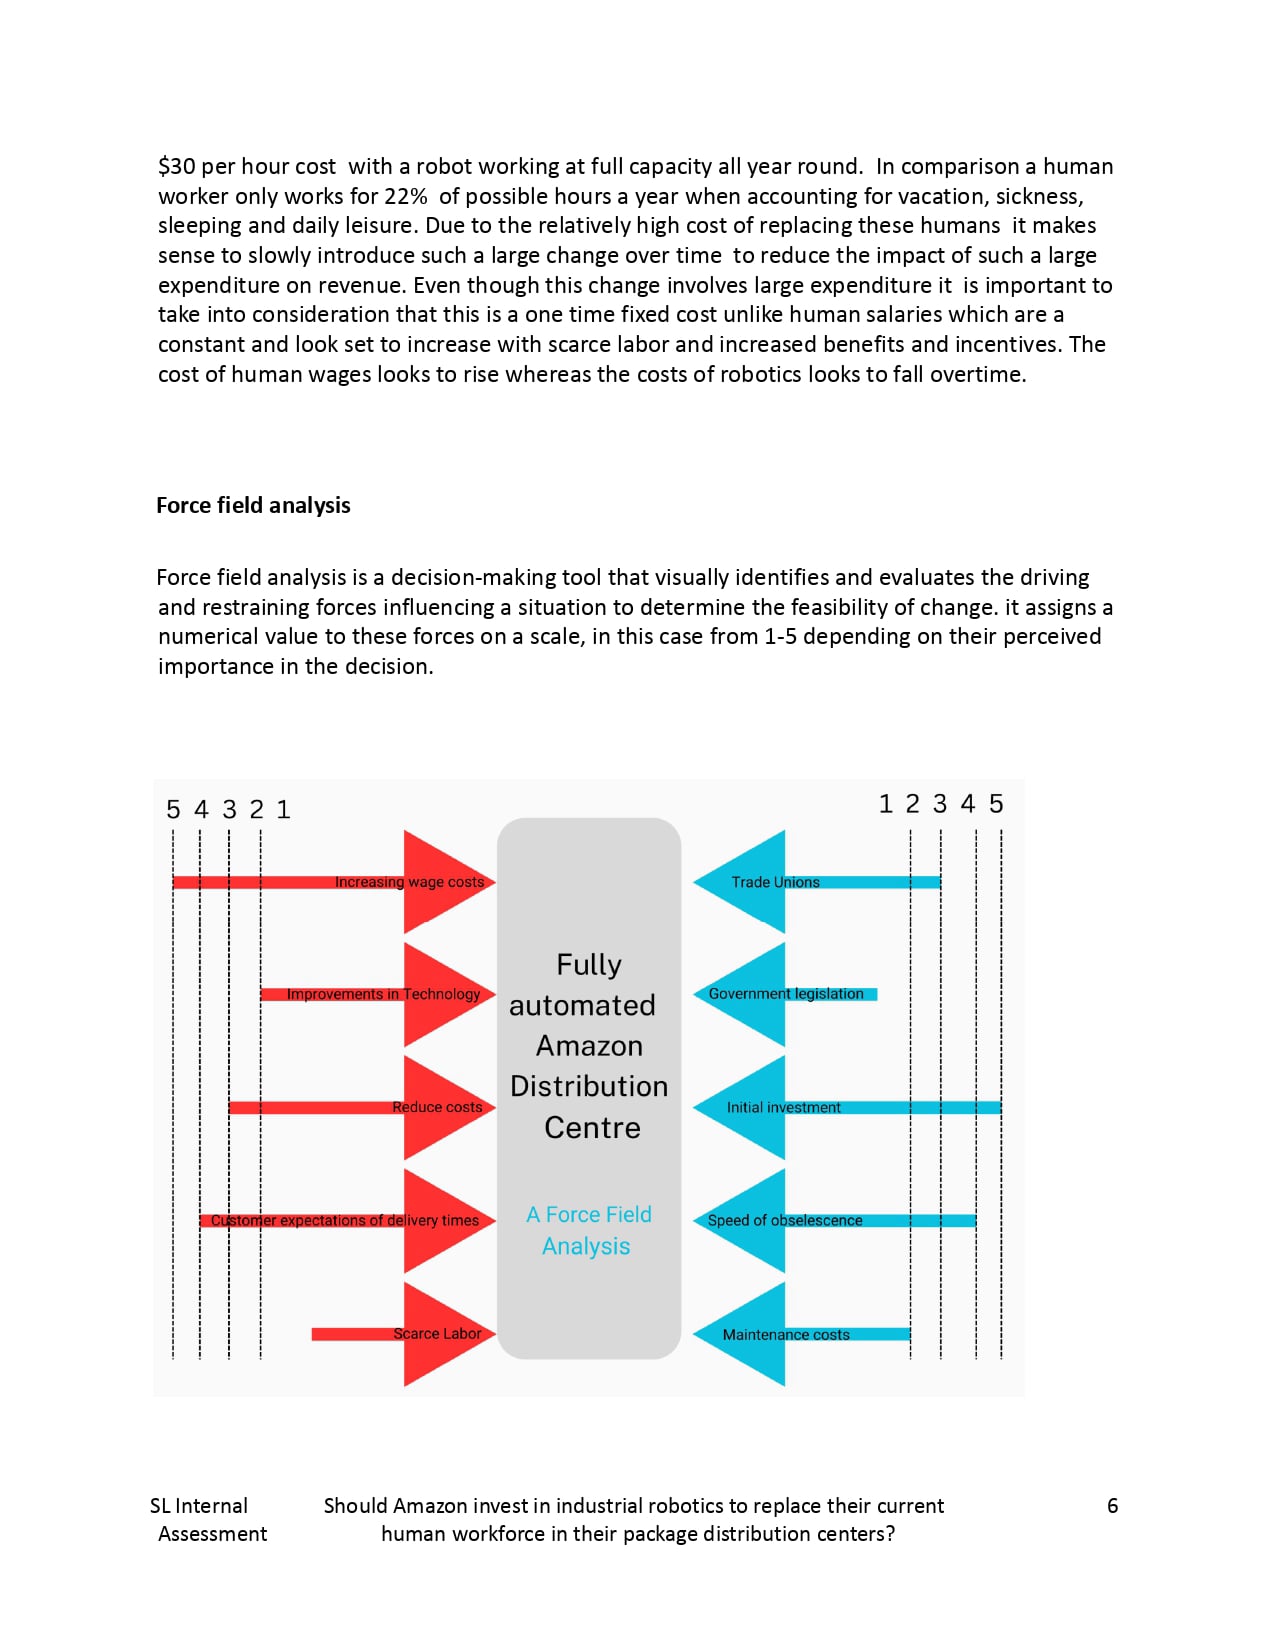 $30 per hour cost  with a robot working at full capacity all year round.  In comparison a human
worker only works for 22%  of possible hours a year when accounting for vacation, sickness,
sleeping and daily leisure. Due to the relatively high cost of replacing these humans  it makes
sense to slowly introduce such a large change over time  to reduce the impact of such a large
expenditure on revenue. Even though this change involves large expenditure it  is important to
take into consideration that this is a one time fixed cost unlike human salaries which are a
constant and look set to increase with scarce labor and increased benefits and incentives. The
cost of human wages looks to rise whereas the costs of robotics looks to fall overtime.
Force field analysis
Force field analysis is a decision-making tool that visually identifies and evaluates the driving
and restraining forces influencing a situation to determine the feasibility of change. it assigns a
numerical value to these forces on a scale, in this case from 1-5 depending on their perceived
importance in the decision.
5 4 3 2 1
1 2 3 4 5
Increasing wage costs
Improvements in Technology
Reduce costs
Customer expectations of delivery times
Scarce Labor
Fully
automated
Amazon
Distribution
Centre
A Force Field
Analysis
Trade Unions
Government legislation
Initial investment
Speed of obselescence
Maintenance costs
SL Internal
Assessment
Should Amazon invest in industrial robotics to replace their current
human workforce in their package distribution centers?
6